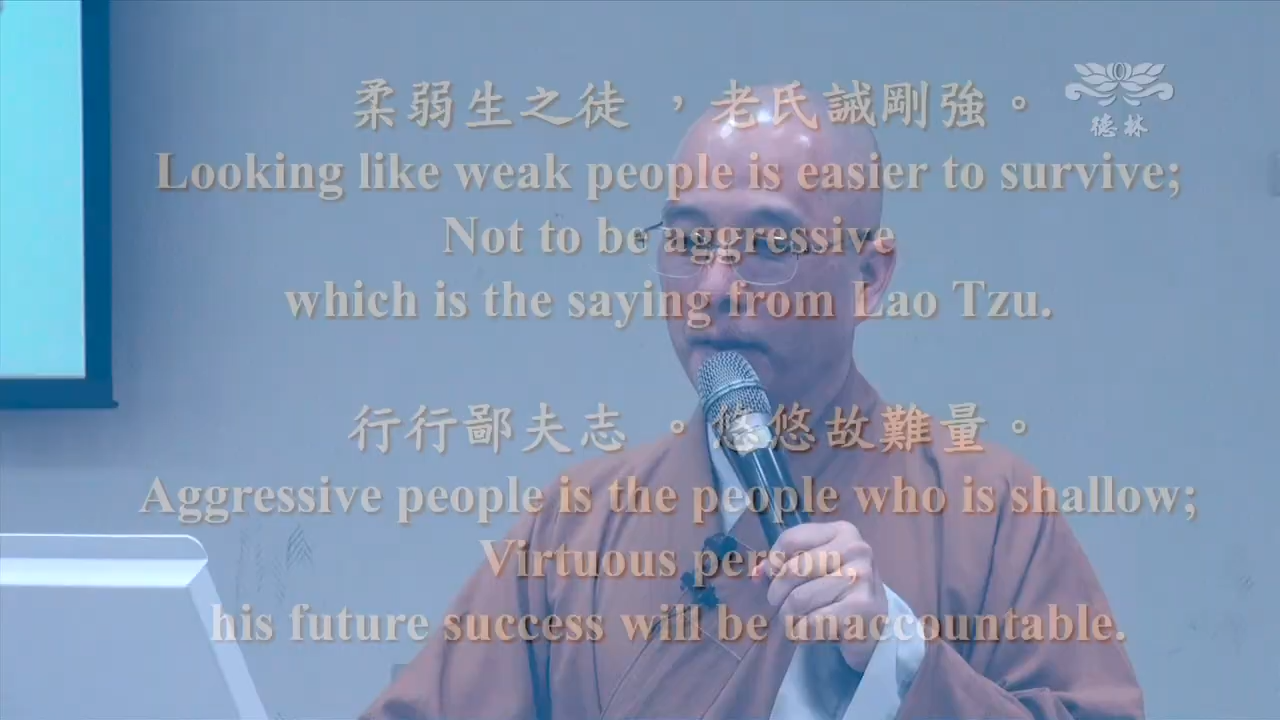 柔弱生之徒 ，老氏誡剛強。
德林
Looking like weak people is easier to survive;
Not to be aggressive,
which is the saying from Lao Tzu.
行行鄙夫志 。悠悠故難量。
Aggressive people is the people who is shallow;
Virtuous person,
his future success will be unaccountable.